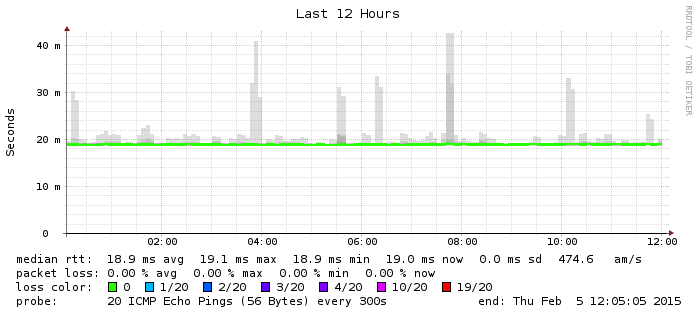 Last 12 Hours
RRDTOOL / TOBI OETIKER
Seconds
40 m
30 m
20 m
10 m
0
02:00 04:00 06:00 08:00 10:00 12:00
median rtt: 18.9 ms avg 19.1 ms max 18.9 ms min 19.0 ms now 0.0 ms sd 474.6 am/s
packet loss: 0.00 % avg 0.00 % max 0.00 % min 0.00 % now
loss color: 0 1/20 2/20 3/20 4/20 10/20 19/20
probe: 20 ICMP Echo Pings (56 Bytes) every 300s end: Thu Feb 5 12:05:05 2015